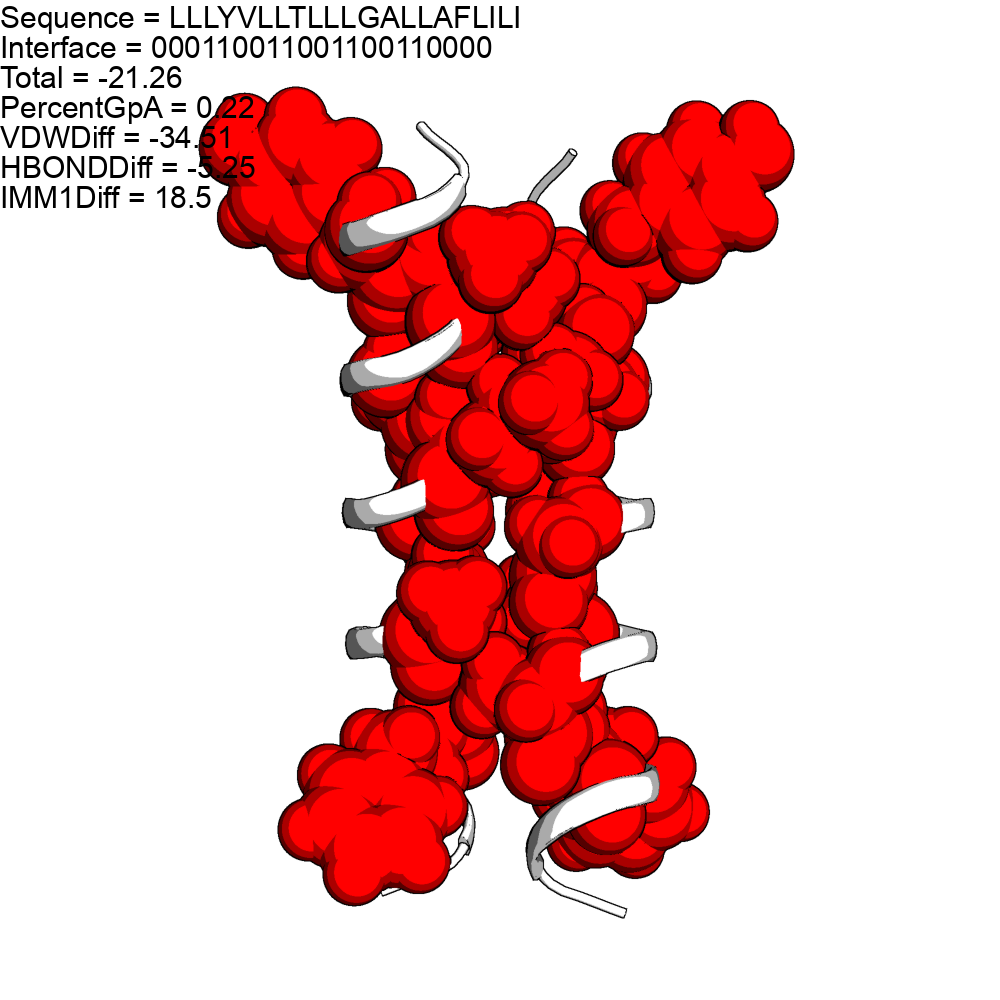 Sequence = LLLYVLLTLLLGALLAFLILI
Interface = 000110011001100110000
Total = -21.26
PercentGpA = 0.22
VDWDiff = -34.51
HBONDDiff = -5.25
IMM1Diff = 18.5